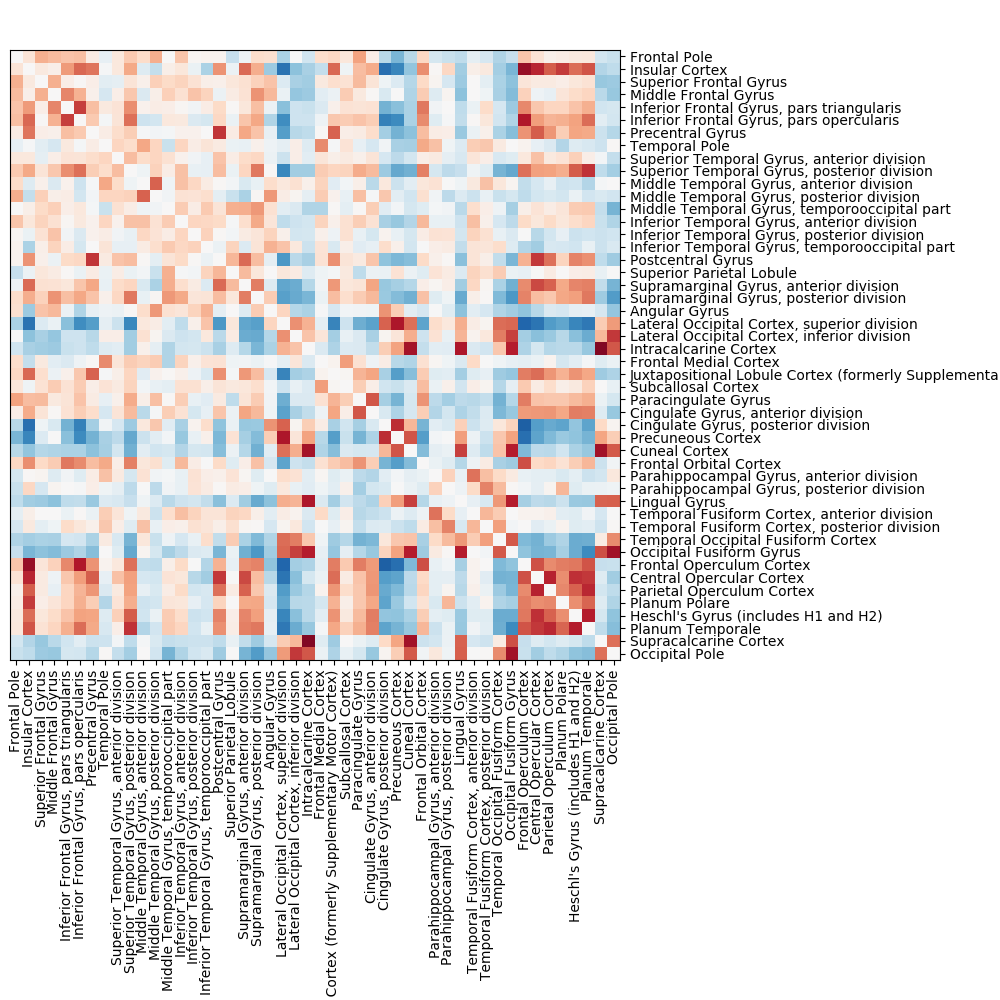 Frontal Pole
Insular Cortex
Superior Frontal Gyrus
Middle Frontal Gyrus
Inferior Frontal Gyrus, pars triangularis
Inferior Frontal Gyrus, pars opercularis
Precentral Gyrus
Temporal Pole
Superior Temporal Gyrus, anterior division
Superior Temporal Gyrus, posterior division
Middle Temporal Gyrus, anterior division
Middle Temporal Gyrus, posterior division
Middle Temporal Gyrus, temporooccipital part
Inferior Temporal Gyrus, anterior division
Inferior Temporal Gyrus, posterior division
Inferior Temporal Gyrus, temporooccipital part
Postcentral Gyrus
Superior Parietal Lobule
Supramarginal Gyrus, anterior division
Supramarginal Gyrus, posterior division
Angular Gyrus
Lateral Occipital Cortex, superior division
Lateral Occipital Cortex, inferior division
Intracalcarine Cortex
Frontal Medial Cortex
Juxtapositional Lobule Cortex (formerly Supplementa
Subcallosal Cortex
Paracingulate Gyrus
Cingulate Gyrus, anterior division
Cingulate Gyrus, posterior division
Precuneous Cortex
Cuneal Cortex
Frontal Orbital Cortex
Parahippocampal Gyrus, anterior division
Parahippocampal Gyrus, posterior division
Lingual Gyrus
Temporal Fusiform Cortex, anterior division
Temporal Fusiform Cortex, posterior division
Temporal Occipital Fusiform Cortex
Occipital Fusiform Gyrus
Frontal Operculum Cortex
Central Opercular Cortex
Parietal Operculum Cortex
Planum Polare
Heschl's Gyrus (includes H1 and H2)
Planum Temporale
Supracalcarine Cortex
Occipital Pole
Frontal Pole
Insular Cortex
Superior Frontal Gyrus
Middle Frontal Gyrus
Inferior Frontal Gyrus, pars triangularis
Inferior Frontal Gyrus, pars opercularis
Precentral Gyrus
Temporal Pole
Superior Temporal Gyrus, anterior division
Superior Temporal Gyrus, posterior division
Middle Temporal Gyrus, anterior division
Middle Temporal Gyrus, posterior division
Middle Temporal Gyrus, temporooccipital part
Inferior Temporal Gyrus, anterior division
Inferior Temporal Gyrus, posterior division
Inferior Temporal Gyrus, temporooccipital part
Postcentral Gyrus
Superior Parietal Lobule
Supramarginal Gyrus, anterior division
Supramarginal Gyrus, posterior division
Angular Gyrus
Lateral Occipital Cortex, superior division
Lateral Occipital Cortex, inferior division
Intracalcarine Cortex
Frontal Medial Cortex
Cortex (formerly Supplementary Motor Cortex)
Subcallosal Cortex
Paracingulate Gyrus
Cingulate Gyrus, anterior division
Cingulate Gyrus, posterior division
Precuneous Cortex
Cuneal Cortex
Frontal Orbital Cortex
Parahippocampal Gyrus, anterior division
Parahippocampal Gyrus, posterior division
Lingual Gyrus
Temporal Fusiform Cortex, anterior division
Temporal Fusiform Cortex, posterior division
Temporal Occipital Fusiform Cortex
Occipital Fusiform Gyrus
Frontal Operculum Cortex
Central Opercular Cortex
Parietal Operculum Cortex
Planum Polare
Heschl's Gyrus (includes H1 and H2)
Planum Temporale
Supracalcarine Cortex
Occipital Pole